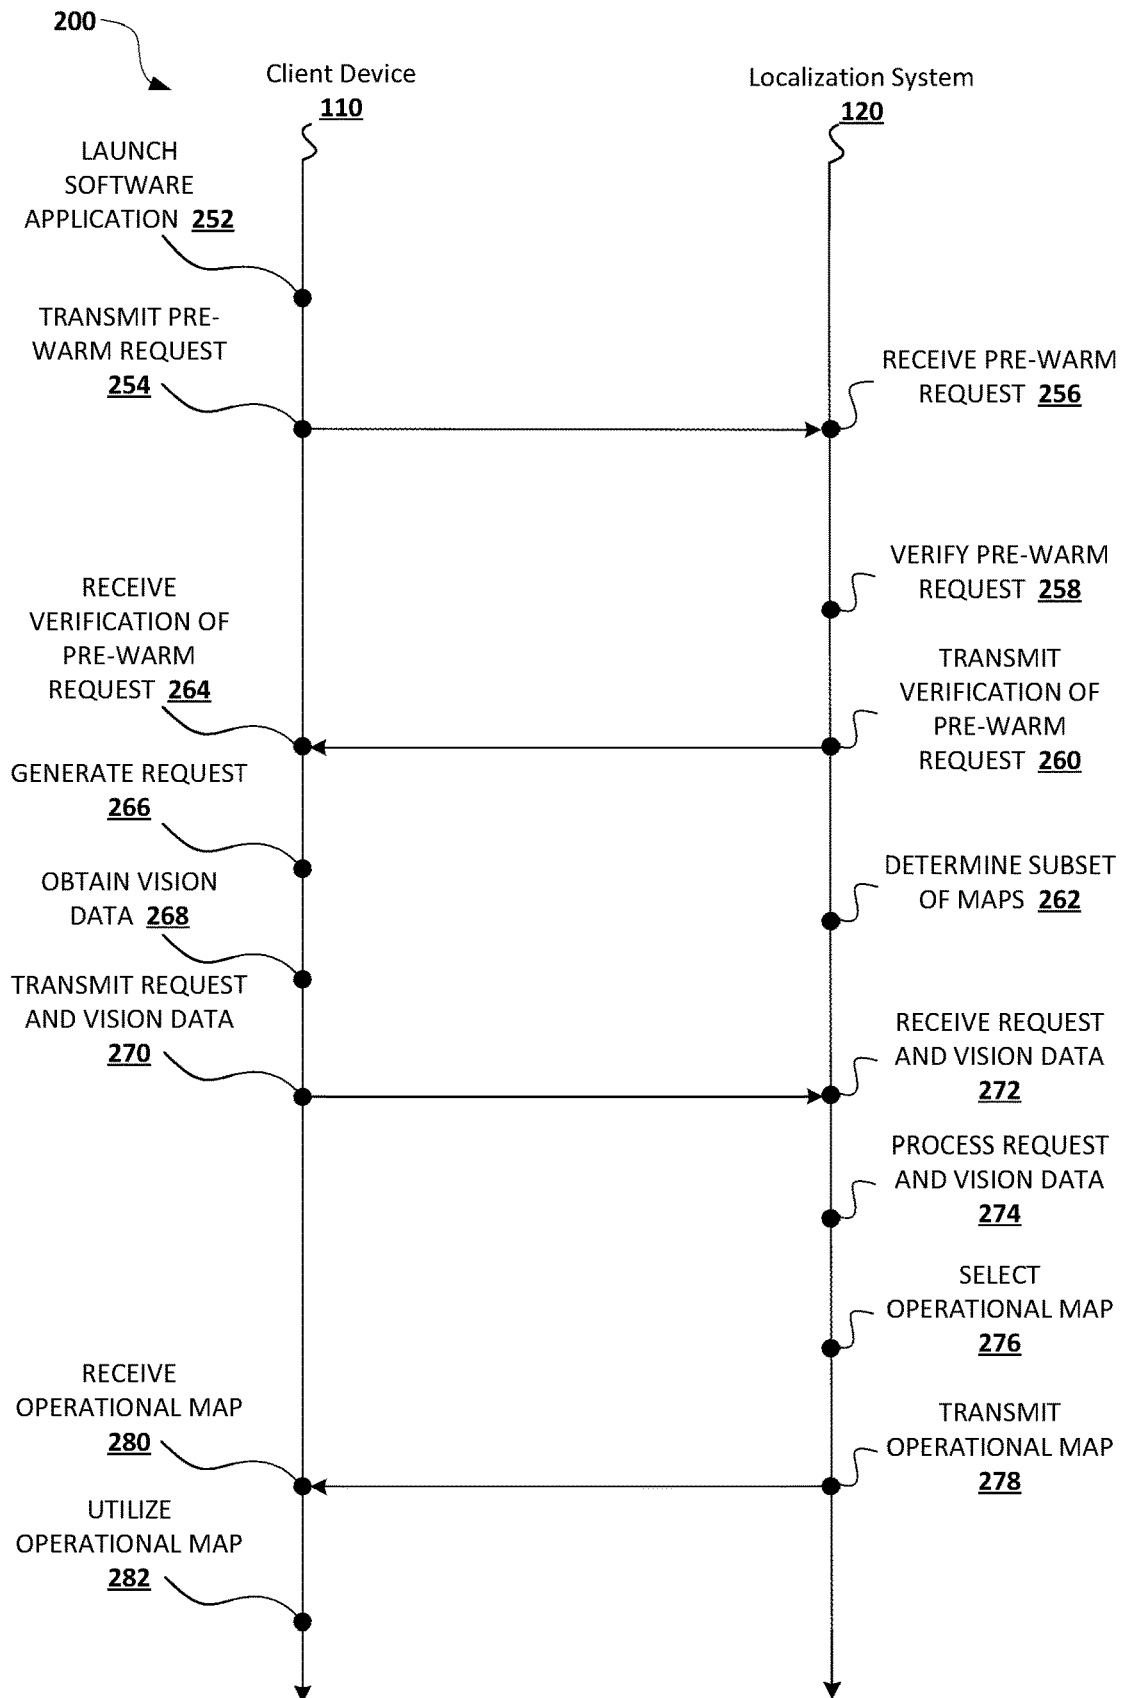 200
Client Device
110
Localization System
120
LAUNCH
SOFTWARE
APPLICATION 252
TRANSMIT PRE-
WARM REQUEST
254
RECEIVE PRE-WARM
REQUEST 256
VERIFY PRE-WARM
REQUEST 258
RECEIVE
VERIFICATION OF
PRE-WARM
REQUEST 264
TRANSMIT
VERIFICATION OF
PRE-WARM
REQUEST 260
GENERATE REQUEST
266
DETERMINE SUBSET
OF MAPS 262
OBTAIN VISION
DATA 268
TRANSMIT REQUEST
AND VISION DATA
270
RECEIVE REQUEST
AND VISION DATA
272
PROCESS REQUEST
AND VISION DATA
274
SELECT
OPERATIONAL MAP
276
RECEIVE
OPERATIONAL MAP
280
TRANSMIT
OPERATIONAL MAP
278
UTILIZE
OPERATIONAL MAP
282